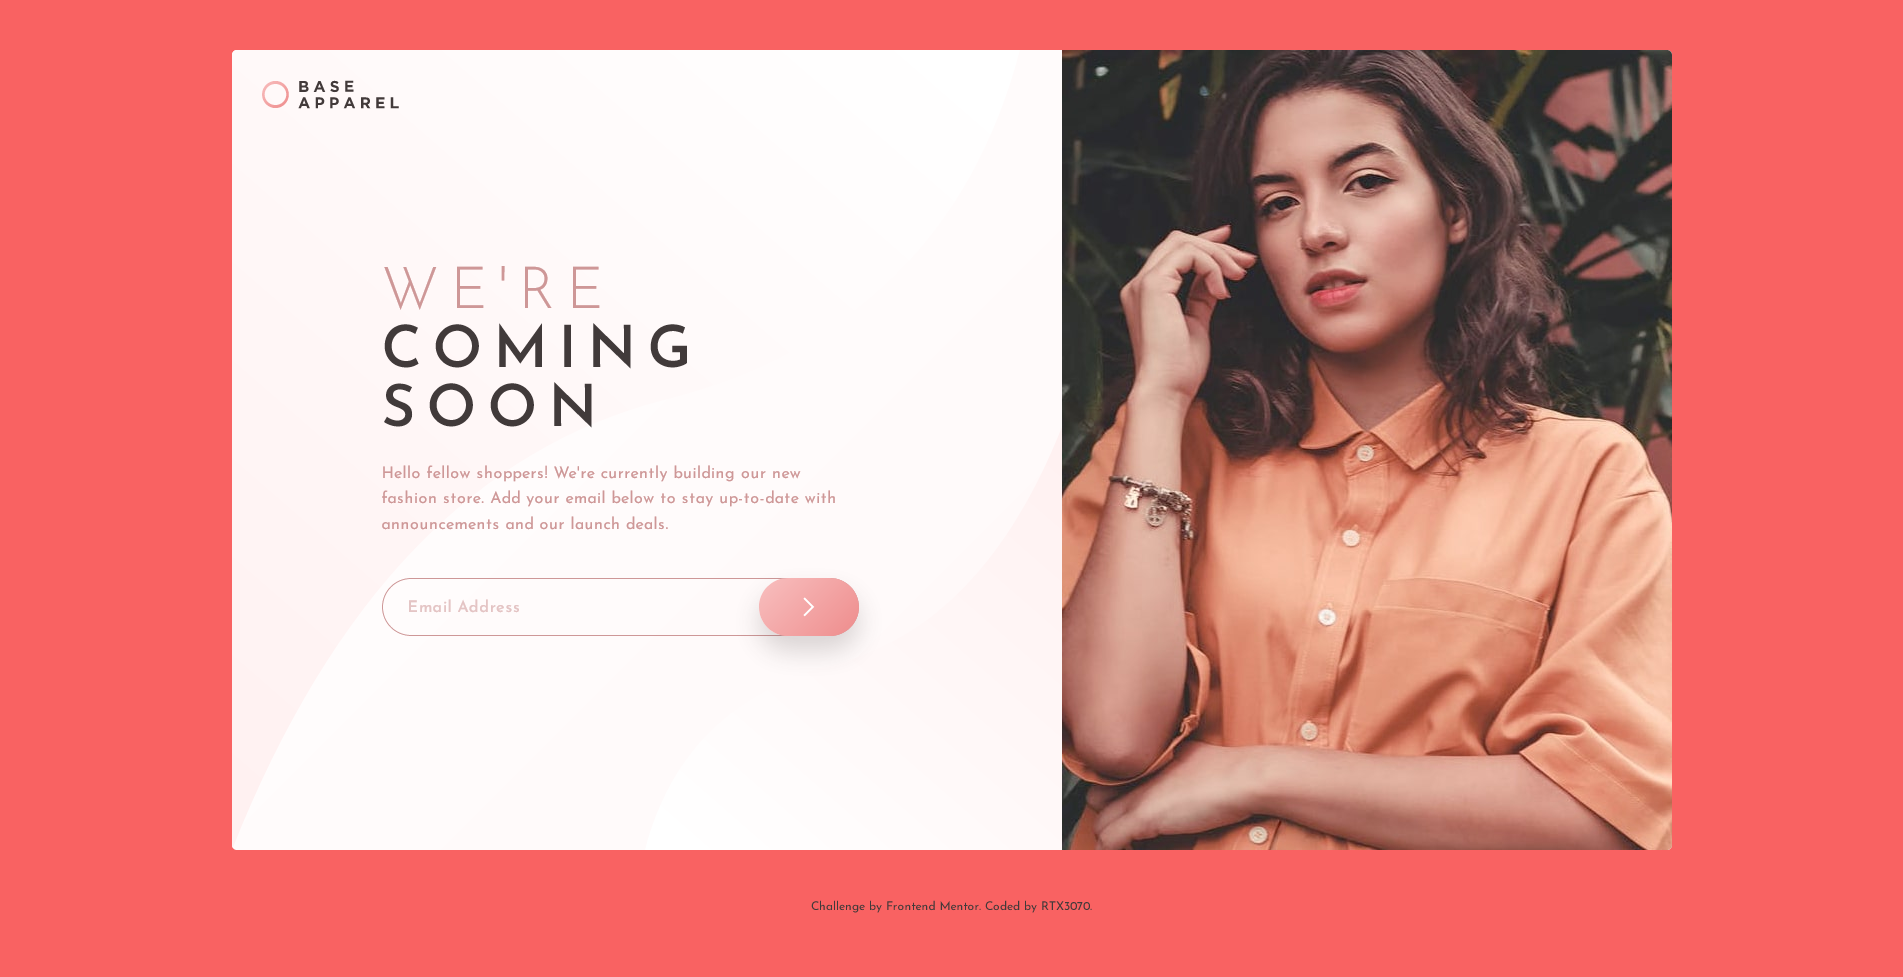 BASE
APPAREL
WE'RE
COMING
SOON
Hello fellow shoppers! We're currently building our new
fashion store. Add your email below to stay up-to-date with
announcements and our launch deals.
Email Address
Challenge by Frontend Mentor. Coded by RTX3070.